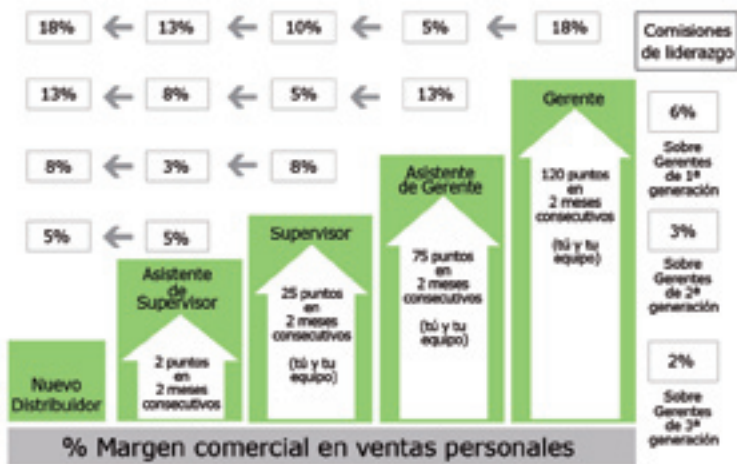 18% 13% 10% 5% 18%
Comisiones
de liderazgo
13% 8% 5% 13%
8% 3% 8%
5% 5%
Nuevo
Distribuidor
Asistente
de
Supervisor
2 puntos
en
2 meses
consecutivos
Supervisor
25 puntos
en
2 meses
consecutivos
(tú y tu
equipo)
Asistente
de Gerente
75 puntos
en
2 meses
consecutivos
(tú y tu
equipo)
Gerente
120 puntos
en
2 meses
consecutivos
(tú y tu
equipo)
6%
Sobre
Gerentes
de 1ª
generación
3%
Sobre
Gerentes
de 2ª
generación
2%
Sobre
Gerentes
de 3ª
generación
% Margen comercial en ventas personales